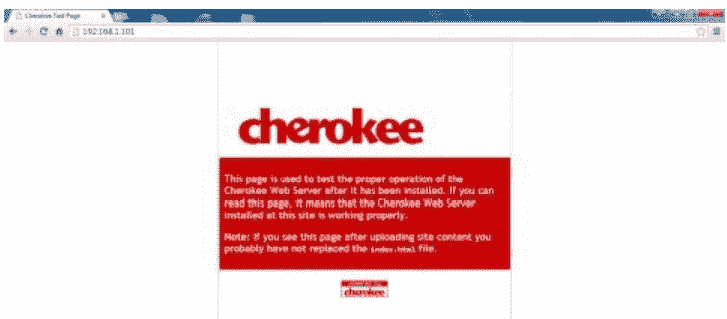 Cherokee Test Page
192.168.1.101
cherokee
This page is used to test the proper operation of the
Cherokee Web Server after it has been installed. If you can
read this page, it means that the Cherokee Web Server
installed at this site is working properly.
Note: If you see this page after uploading site content you
probably have not replaced the index.html file.
cherokee